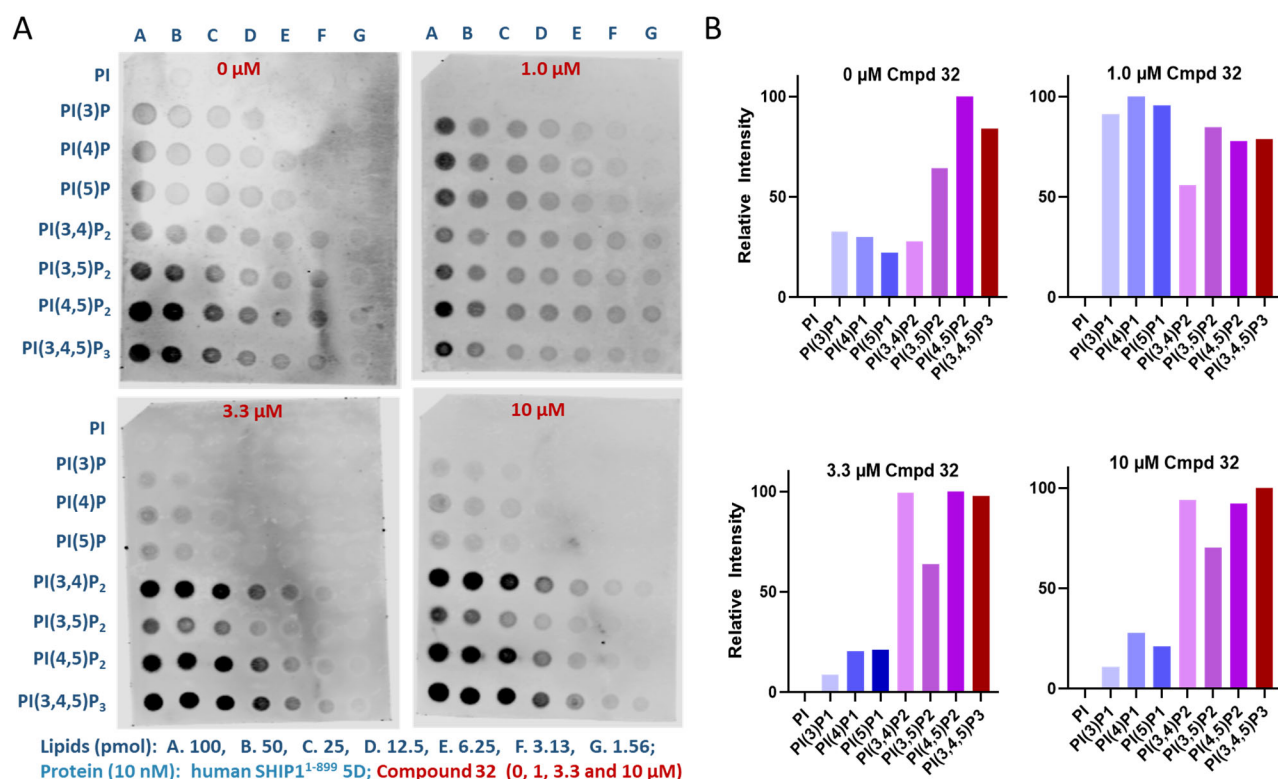 A
A B C D E F G
A B C D E F G
0 µM
1.0 µM
PI
PI(3)P
PI(4)P
PI(5)P
PI(3,4)P₂
PI(3,5)P₂
PI(4,5)P₂
PI(3,4,5)P₃
3.3 µM
10 µM
PI
PI(3)P
PI(4)P
PI(5)P
PI(3,4)P₂
PI(3,5)P₂
PI(4,5)P₂
PI(3,4,5)P₃
Lipids (pmol): A. 100, B. 50, C. 25, D. 12.5, E. 6.25, F. 3.13, G. 1.56;
Protein (10 nM): human SHIP1¹⁻⁸⁹⁹ 5D; Compound 32 (0, 1, 3.3 and 10 µM)
B
0 µM Cmpd 32
Relative Intensity
100
50
0
PI
PI(3)P1
PI(4)P1
PI(5)P1
PI(3,4)P2
PI(3,5)P2
PI(4,5)P2
PI(3,4,5)P3
1.0 µM Cmpd 32
100
50
0
PI
PI(3)P1
PI(4)P1
PI(5)P1
PI(3,4)P2
PI(3,5)P2
PI(4,5)P2
PI(3,4,5)P3
3.3 µM Cmpd 32
Relative Intensity
100
50
0
PI
PI(3)P1
PI(4)P1
PI(5)P1
PI(3,4)P2
PI(3,5)P2
PI(4,5)P2
PI(3,4,5)P3
10 µM Cmpd 32
100
50
0
PI
PI(3)P1
PI(4)P1
PI(5)P1
PI(3,4)P2
PI(3,5)P2
PI(4,5)P2
PI(3,4,5)P3